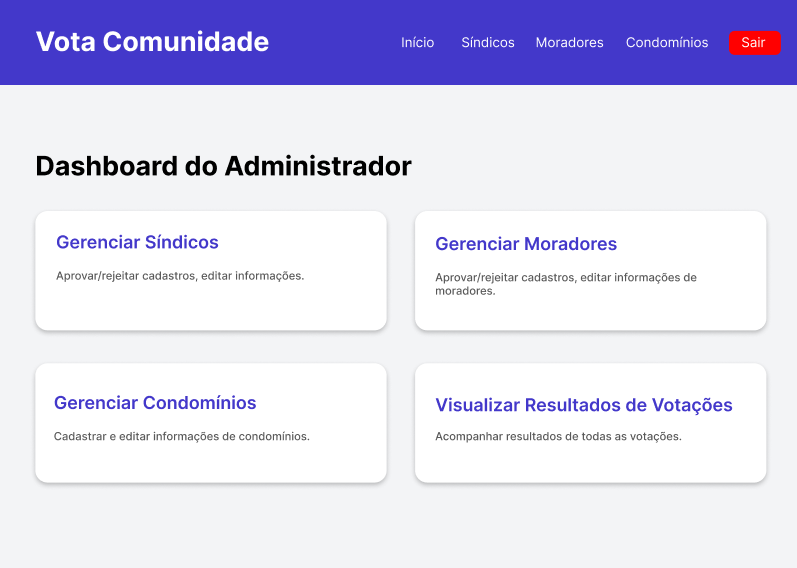 Vota Comunidade
Início
Síndicos
Moradores
Condomínios
Sair
Dashboard do Administrador
Gerenciar Síndicos
Aprovar/rejeitar cadastros, editar informações.
Gerenciar Moradores
Aprovar/rejeitar cadastros, editar informações de
moradores.
Gerenciar Condomínios
Cadastrar e editar informações de condomínios.
Visualizar Resultados de Votações
Acompanhar resultados de todas as votações.